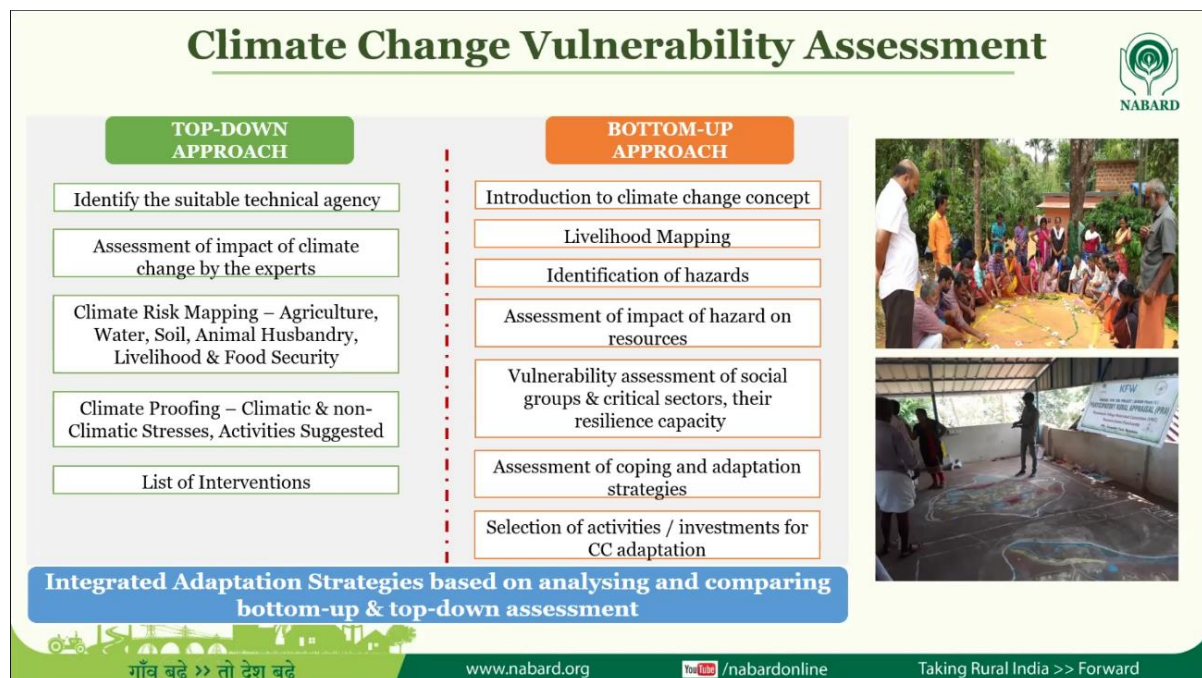 Climate Change Vulnerability Assessment
NABARD
TOP-DOWN
APPROACH
Identify the suitable technical agency
Assessment of impact of climate
change by the experts
Climate Risk Mapping – Agriculture,
Water, Soil, Animal Husbandry,
Livelihood & Food Security
Climate Proofing – Climatic & non-
Climatic Stresses, Activities Suggested
List of Interventions
BOTTOM-UP
APPROACH
Introduction to climate change concept
Livelihood Mapping
Identification of hazards
Assessment of impact of hazard on
resources
Vulnerability assessment of social
groups & critical sectors, their
resilience capacity
Assessment of coping and adaptation
strategies
Selection of activities / investments for
CC adaptation
Integrated Adaptation Strategies based on analysing and comparing
bottom-up & top-down assessment
KFW
PARTICIPATORY RURAL APPRAISAL (PRA)
गाँव बढ़े >> तो देश बढ़े
www.nabard.org
YouTube /nabardonline
Taking Rural India >> Forward